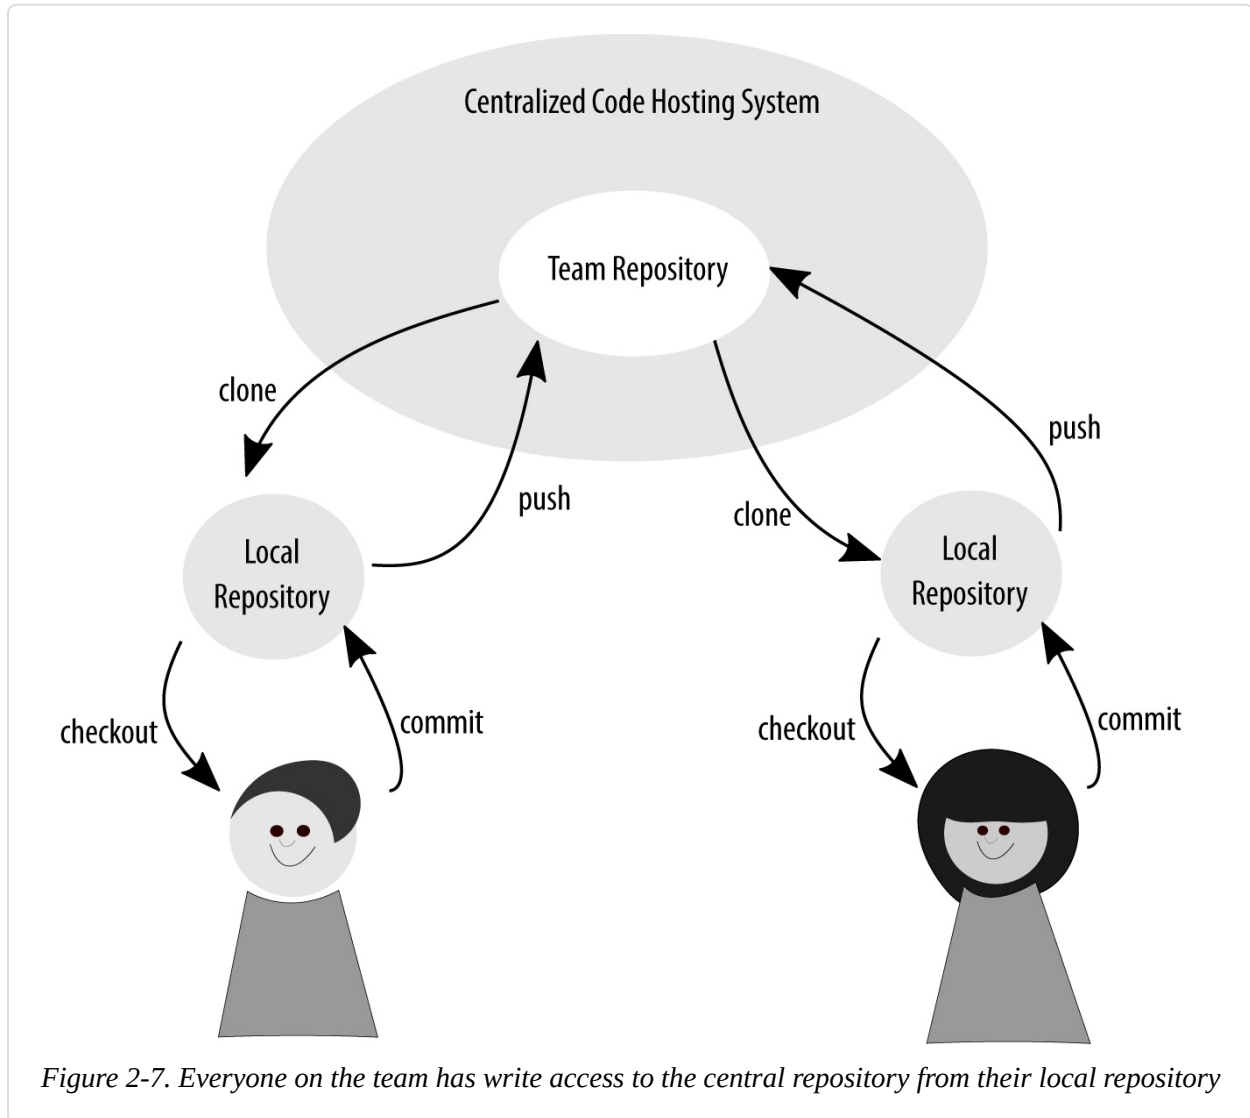 Centralized Code Hosting System
Team Repository
clone
push
push
clone
Local
Repository
Local
Repository
checkout
commit
checkout
commit
Figure 2-7. Everyone on the team has write access to the central repository from their local repository